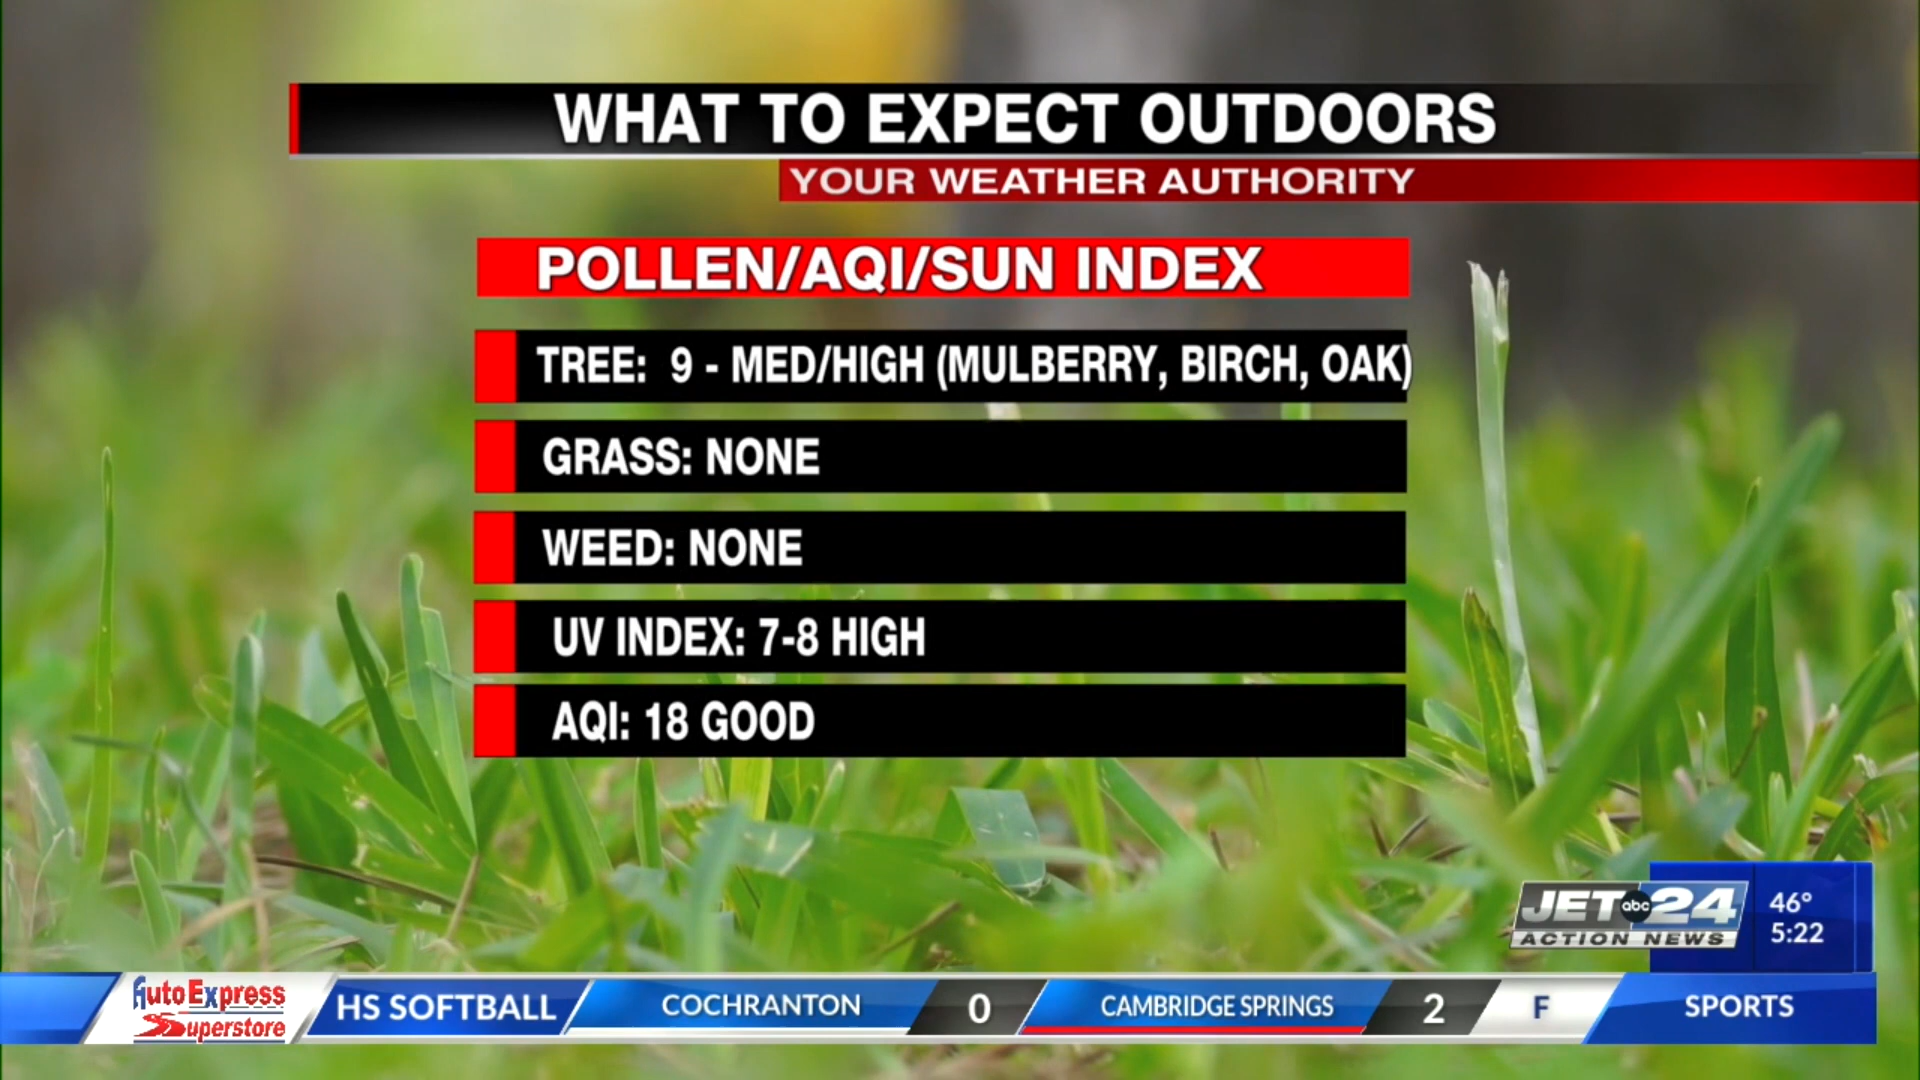 WHAT TO EXPECT OUTDOORS
YOUR WEATHER AUTHORITY
POLLEN/AQI/SUN INDEX
TREE: 9 - MED/HIGH (MULBERRY, BIRCH, OAK)
GRASS: NONE
WEED: NONE
UV INDEX: 7-8 HIGH
AQI: 18 GOOD
JET abc 24
ACTION NEWS
46°
5:22
AutoExpress
Superstore
HS SOFTBALL COCHRANTON 0 CAMBRIDGE SPRINGS 2 F SPORTS